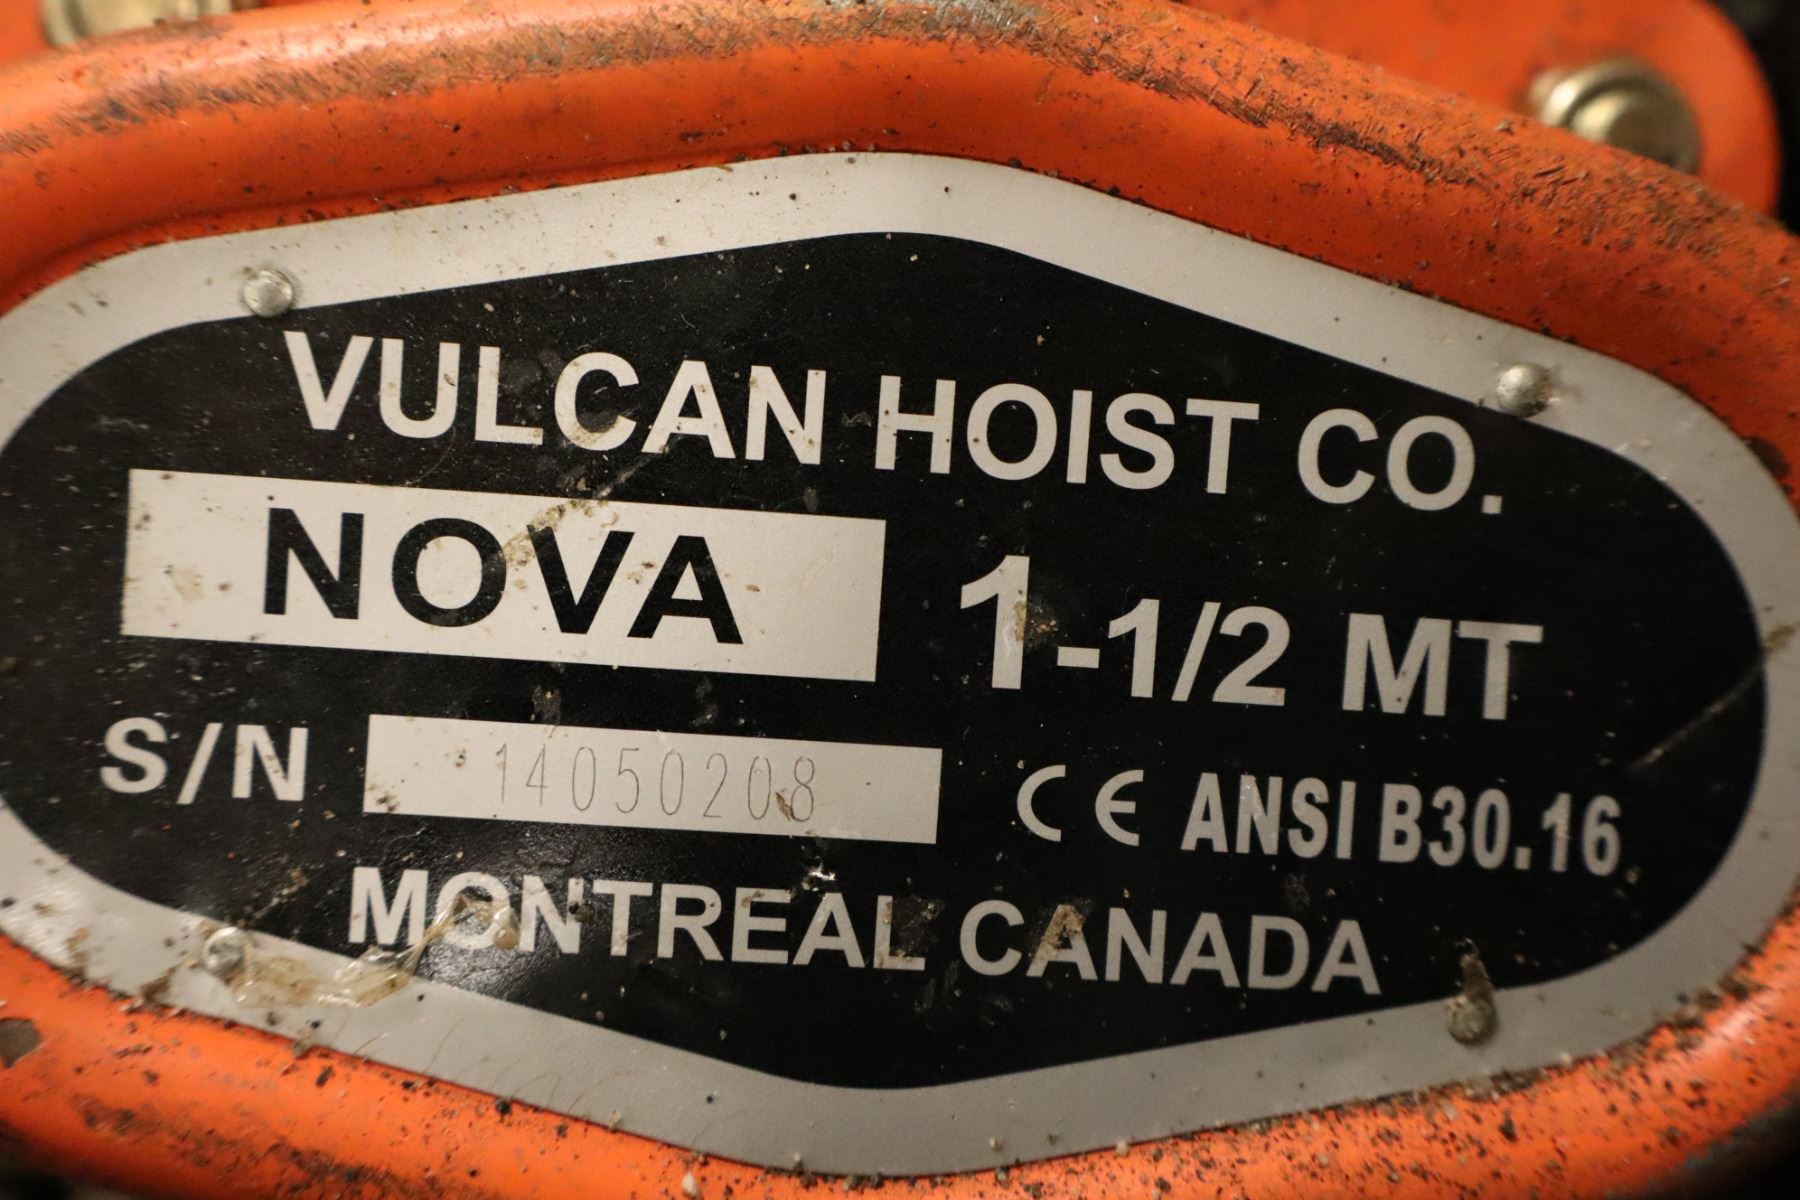 VULCAN HOIST CO.
NOVA 1-1/2 MT
S/N 14050208 CE ANSI B30.16
MONTREAL CANADA